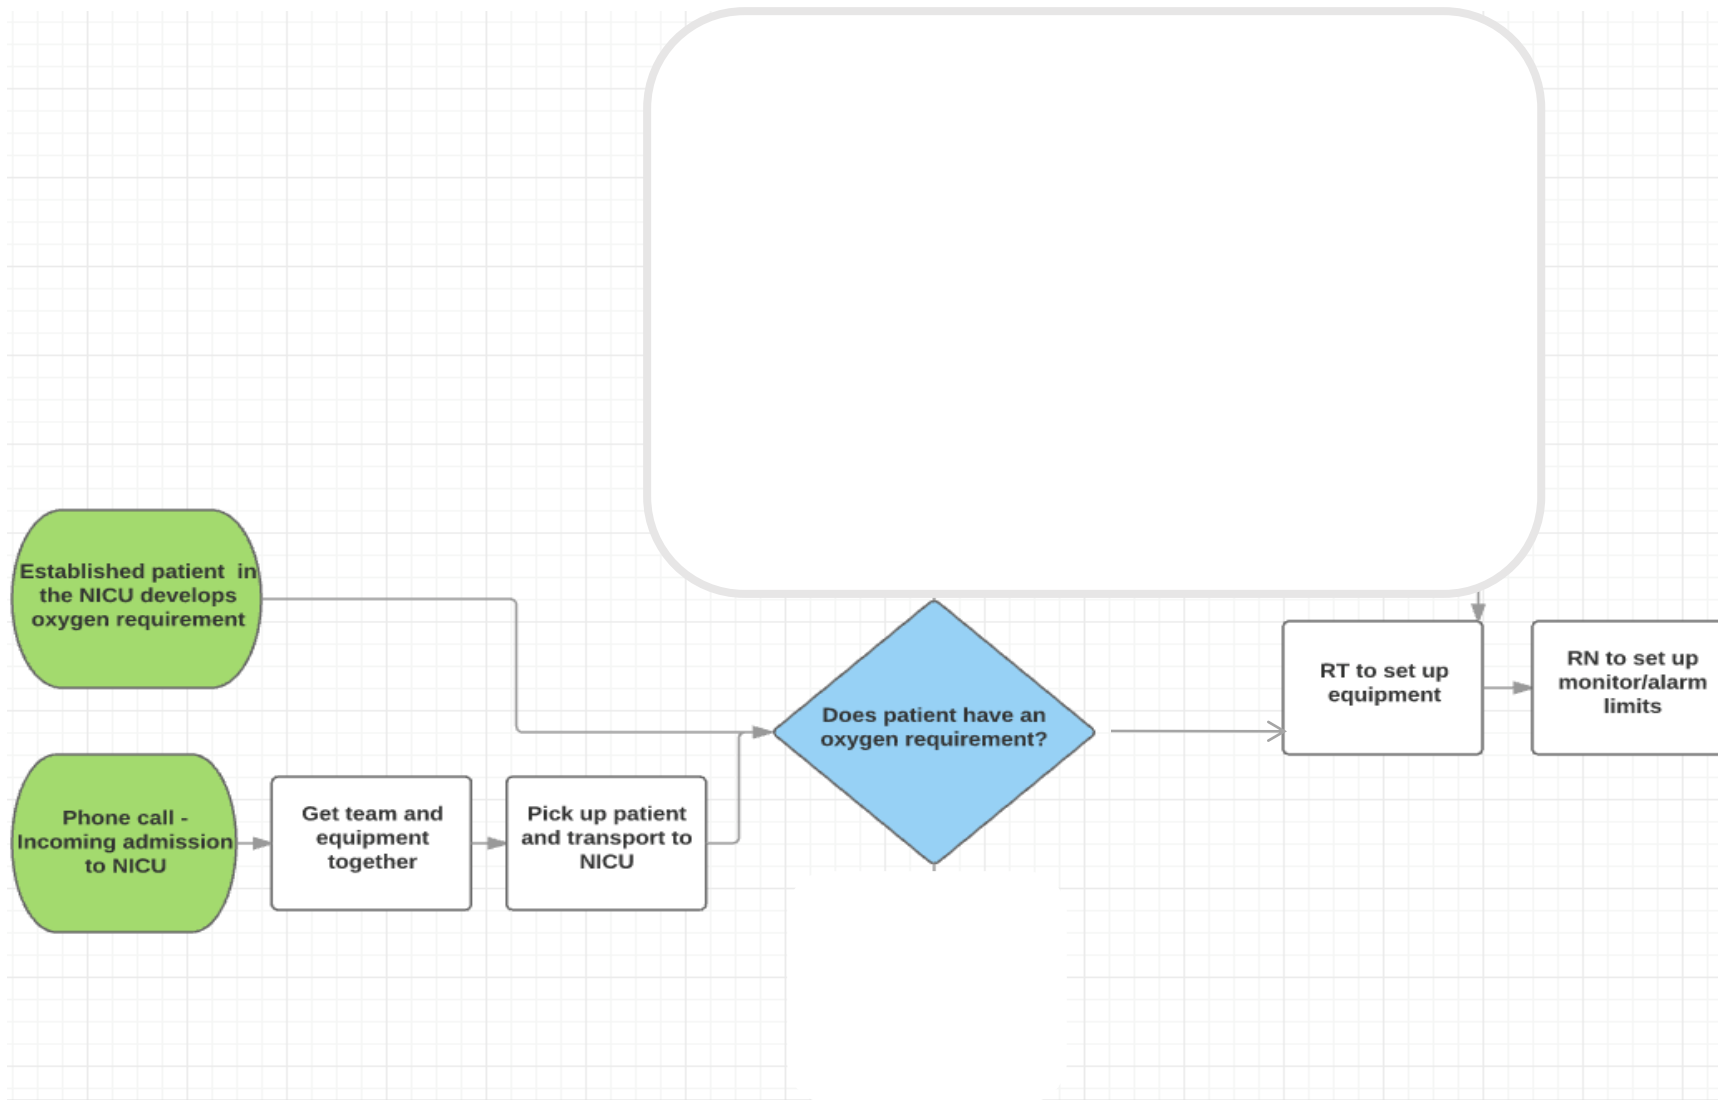 Established patient  in
the NICU develops
oxygen requirement
Phone call -
Incoming admission
to NICU
Get team and
equipment
together
Pick up patient
and transport to
NICU
Does patient have an
oxygen requirement?
RT to set up
equipment
RN to set up
monitor/alarm
limits